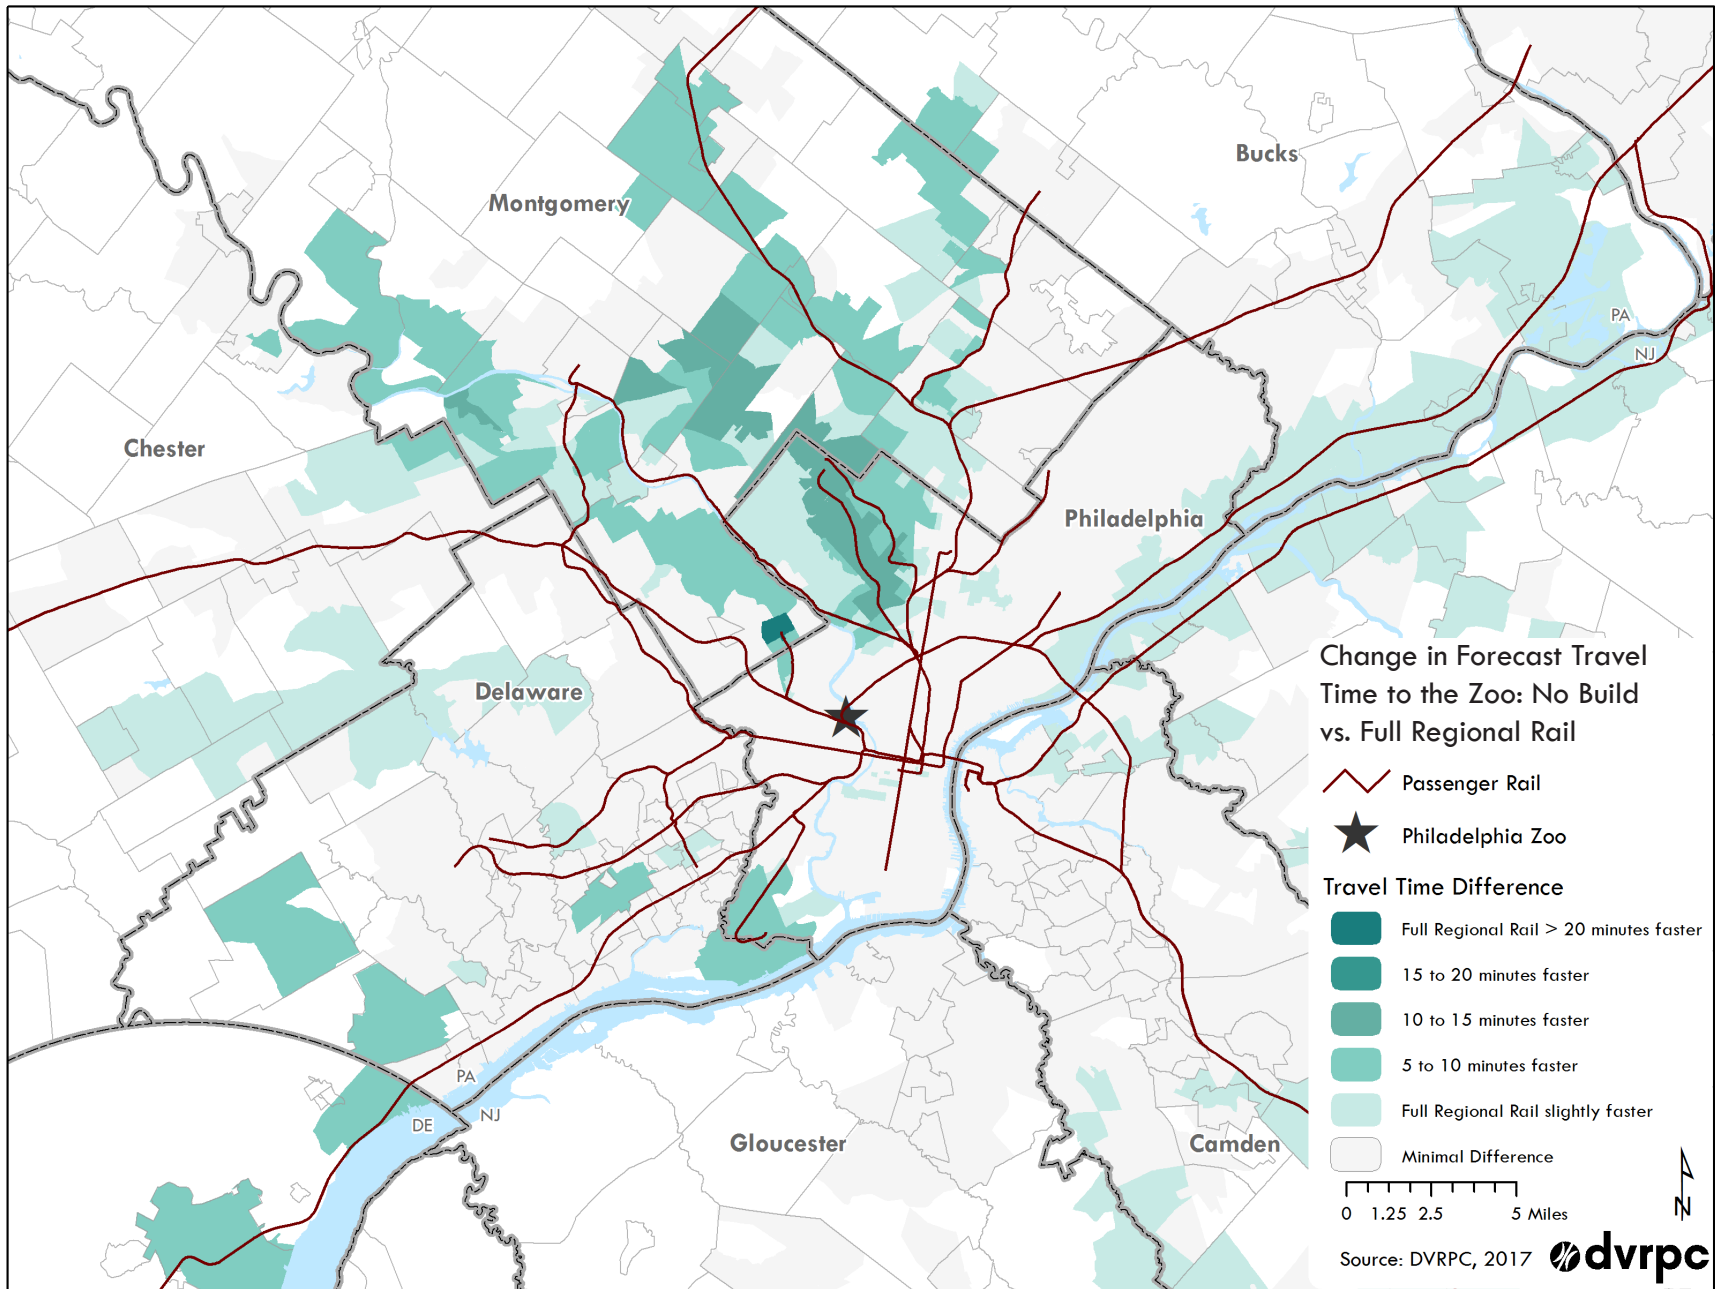 Bucks
Montgomery
PA
NJ
Chester
Philadelphia
Delaware
PA
DE
NJ
Gloucester
Camden
Change in Forecast Travel
Time to the Zoo: No Build
vs. Full Regional Rail
Passenger Rail
Philadelphia Zoo
Travel Time Difference
Full Regional Rail > 20 minutes faster
15 to 20 minutes faster
10 to 15 minutes faster
5 to 10 minutes faster
Full Regional Rail slightly faster
Minimal Difference
0 1.25 2.5 5 Miles
N
Source: DVRPC, 2017
dvrpc